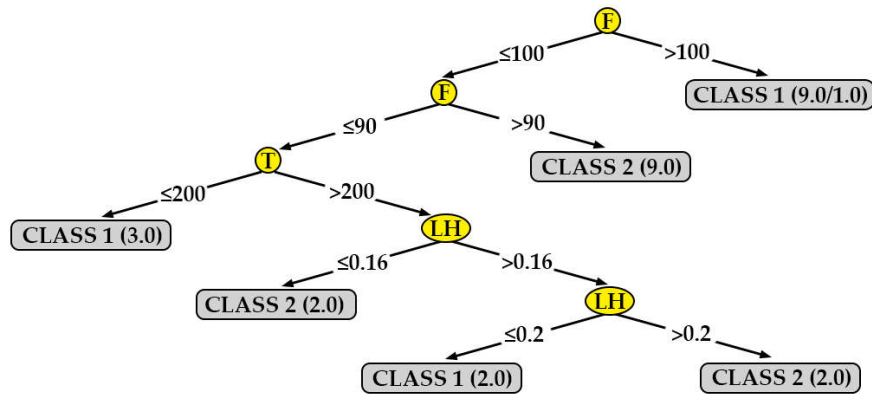 F
≤100
>100
F
CLASS 1 (9.0/1.0)
≤90
>90
T
CLASS 2 (9.0)
≤200
>200
CLASS 1 (3.0)
LH
≤0.16
>0.16
CLASS 2 (2.0)
LH
≤0.2
>0.2
CLASS 1 (2.0)
CLASS 2 (2.0)